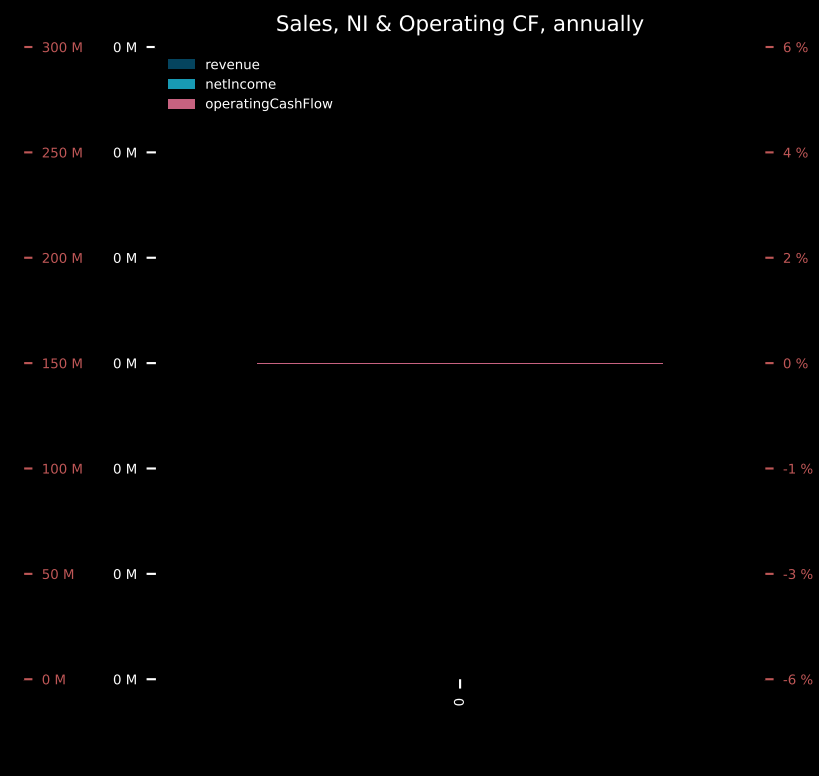 Sales, NI & Operating CF, annually
300 M 0 M 6 %
revenue
netIncome
operatingCashFlow
250 M 0 M 4 %
200 M 0 M 2 %
150 M 0 M 0 %
100 M 0 M -1 %
50 M 0 M -3 %
0 M 0 M -6 %
0